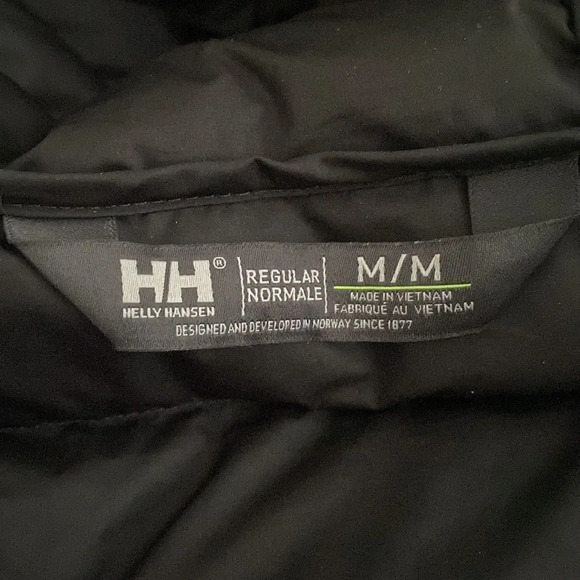 HH®
HELLY HANSEN
REGULAR
NORMALE
M/M
MADE IN VIETNAM
FABRIQUÉ AU VIETNAM
DESIGNED AND DEVELOPED IN NORWAY SINCE 1877